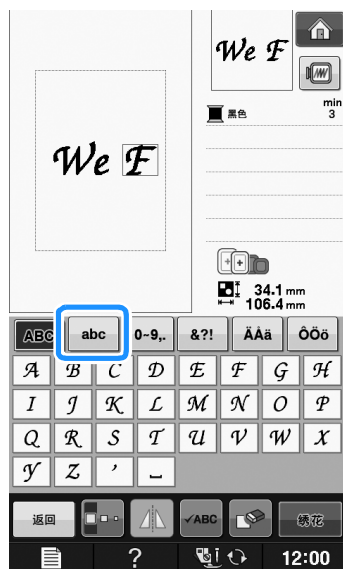 We F
We F
黑色
min
3
34.1 mm
106.4 mm
ABC abc 0~9,. &?! ÄÅä ÔÖö
A B C D E F G H
I J K L M N O P
Q R S T U V W X
Y Z ’ ⎵
返回 ✓ABC 绣花
? 12:00